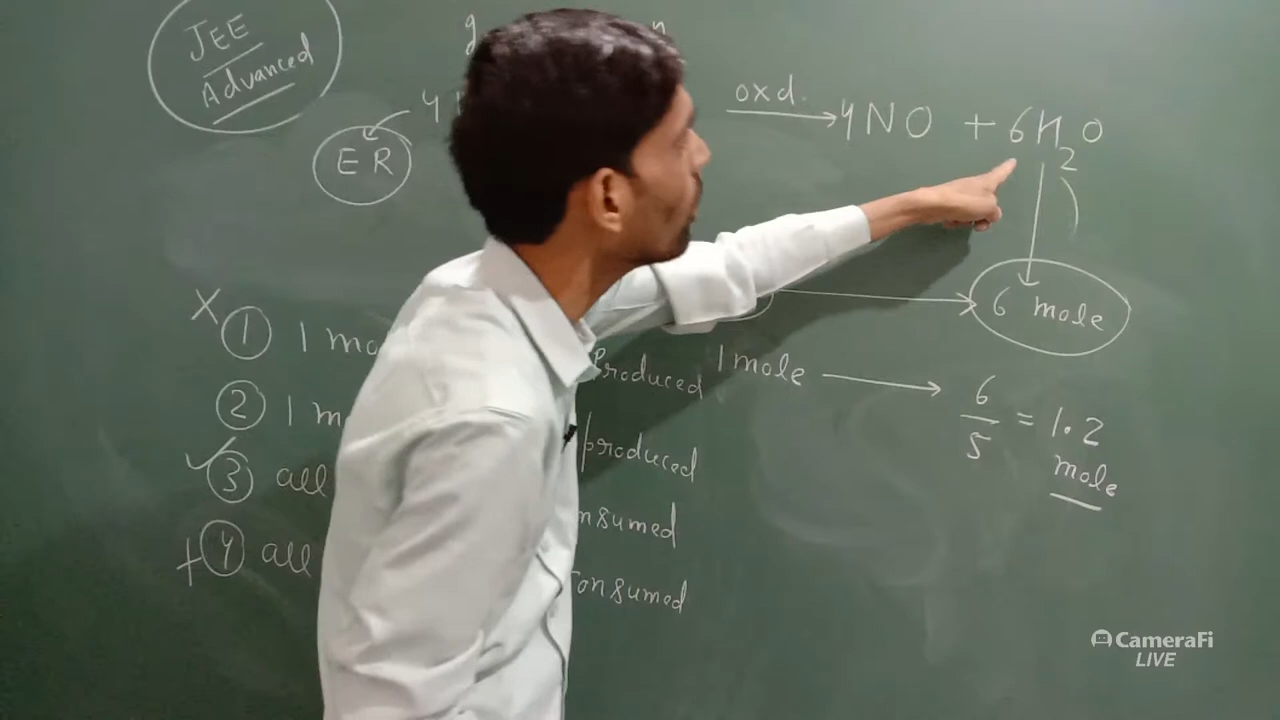 JEE
Advanced
g n
4 oxd. 4NO + 6H2O
ER
6 mole
X 1 1 mo produced 1 mole 6/5 = 1.2
mole
2 1 m produced
✓ 3 all nsumed
4 all onsumed
CameraFi
LIVE